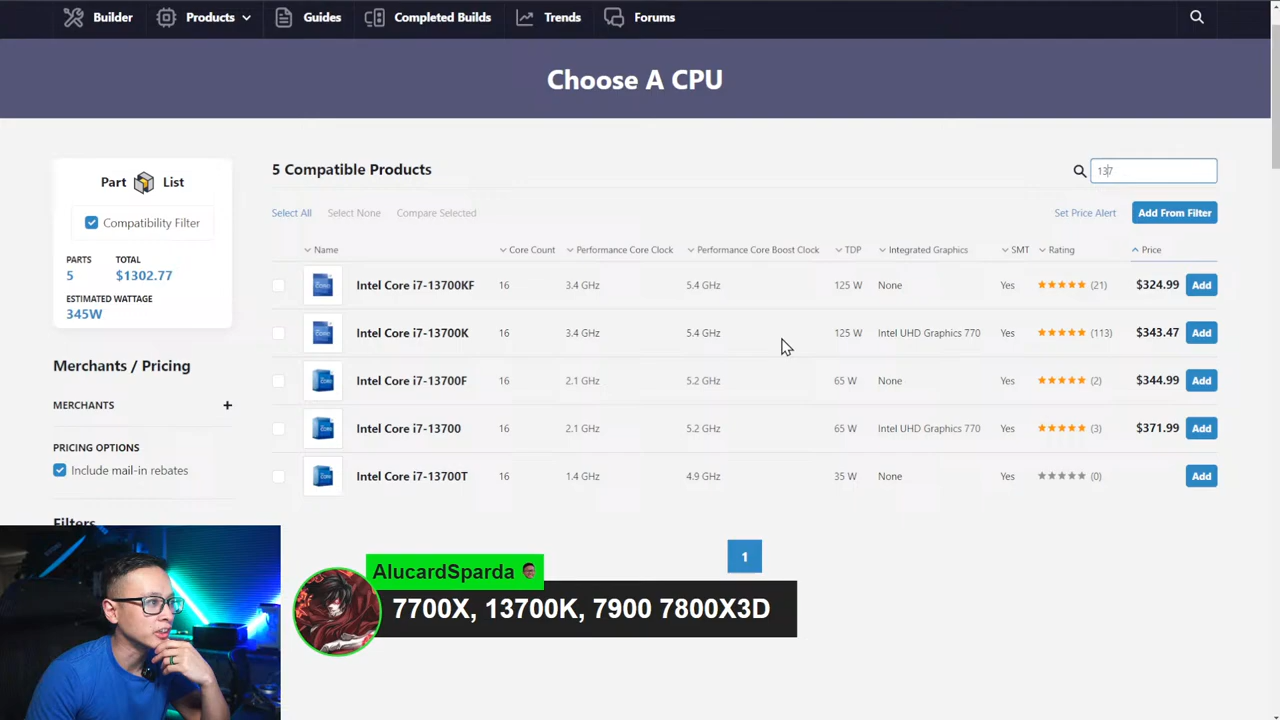 Builder Products Guides Completed Builds Trends Forums
Choose A CPU
Part List
Compatibility Filter
PARTS TOTAL
5 $1302.77
ESTIMATED WATTAGE
345W
Merchants / Pricing
MERCHANTS +
PRICING OPTIONS
Include mail-in rebates
Filters
5 Compatible Products
137
Select All Select None Compare Selected Set Price Alert Add From Filter
Name Core Count Performance Core Clock Performance Core Boost Clock TDP Integrated Graphics SMT Rating Price
Intel Core i7-13700KF 16 3.4 GHz 5.4 GHz 125 W None Yes (21) $324.99 Add
Intel Core i7-13700K 16 3.4 GHz 5.4 GHz 125 W Intel UHD Graphics 770 Yes (113) $343.47 Add
Intel Core i7-13700F 16 2.1 GHz 5.2 GHz 65 W None Yes (2) $344.99 Add
Intel Core i7-13700 16 2.1 GHz 5.2 GHz 65 W Intel UHD Graphics 770 Yes (3) $371.99 Add
Intel Core i7-13700T 16 1.4 GHz 4.9 GHz 35 W None Yes (0) Add
1
AlucardSparda
7700X, 13700K, 7900 7800X3D